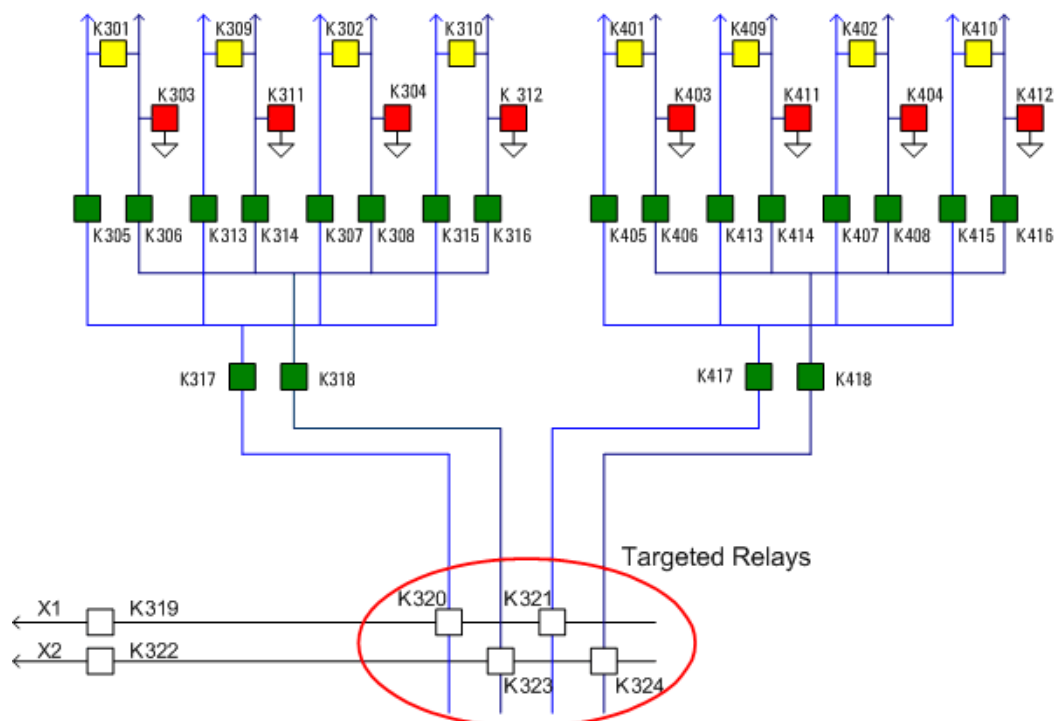 K301 K309 K302 K310 K401 K409 K402 K410
K303 K311 K304 K 312 K403 K411 K404 K412
K305 K306 K313 K314 K307 K308 K315 K316 K405 K406 K413 K414 K407 K408 K415 K416
K317 K318 K417 K418
Targeted Relays
X1 K319 K320 K321
X2 K322 K323 K324